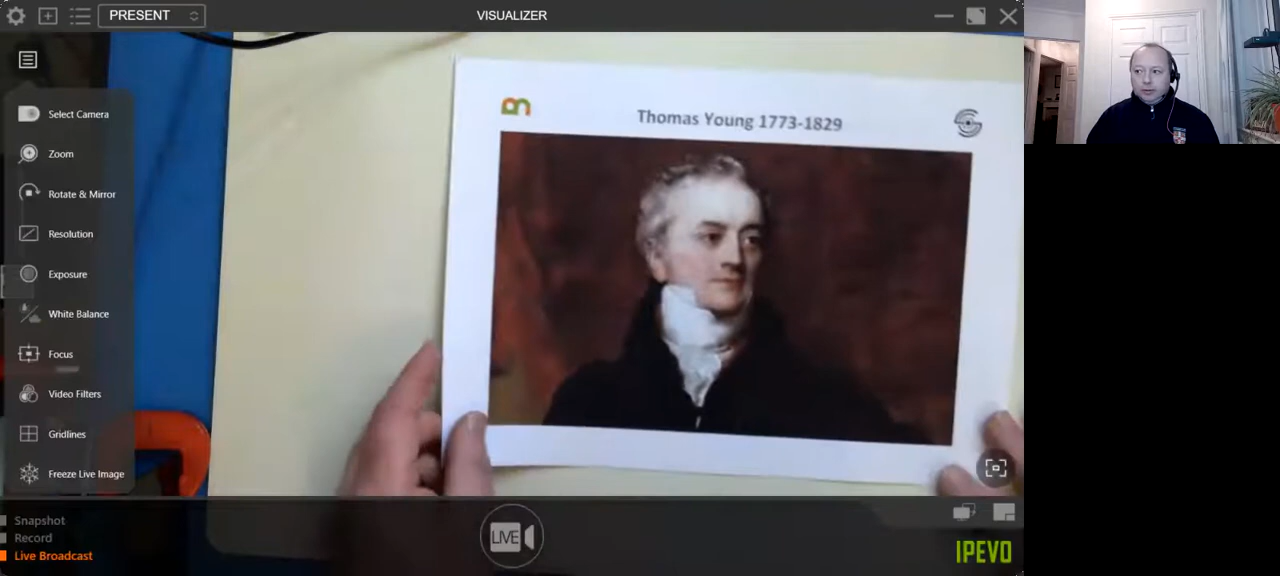 PRESENT
VISUALIZER
Select Camera
Zoom
Rotate & Mirror
Resolution
Exposure
White Balance
Focus
Video Filters
Gridlines
Freeze Live Image
Thomas Young 1773-1829
Snapshot
Record
Live Broadcast
LIVE
IPEVO